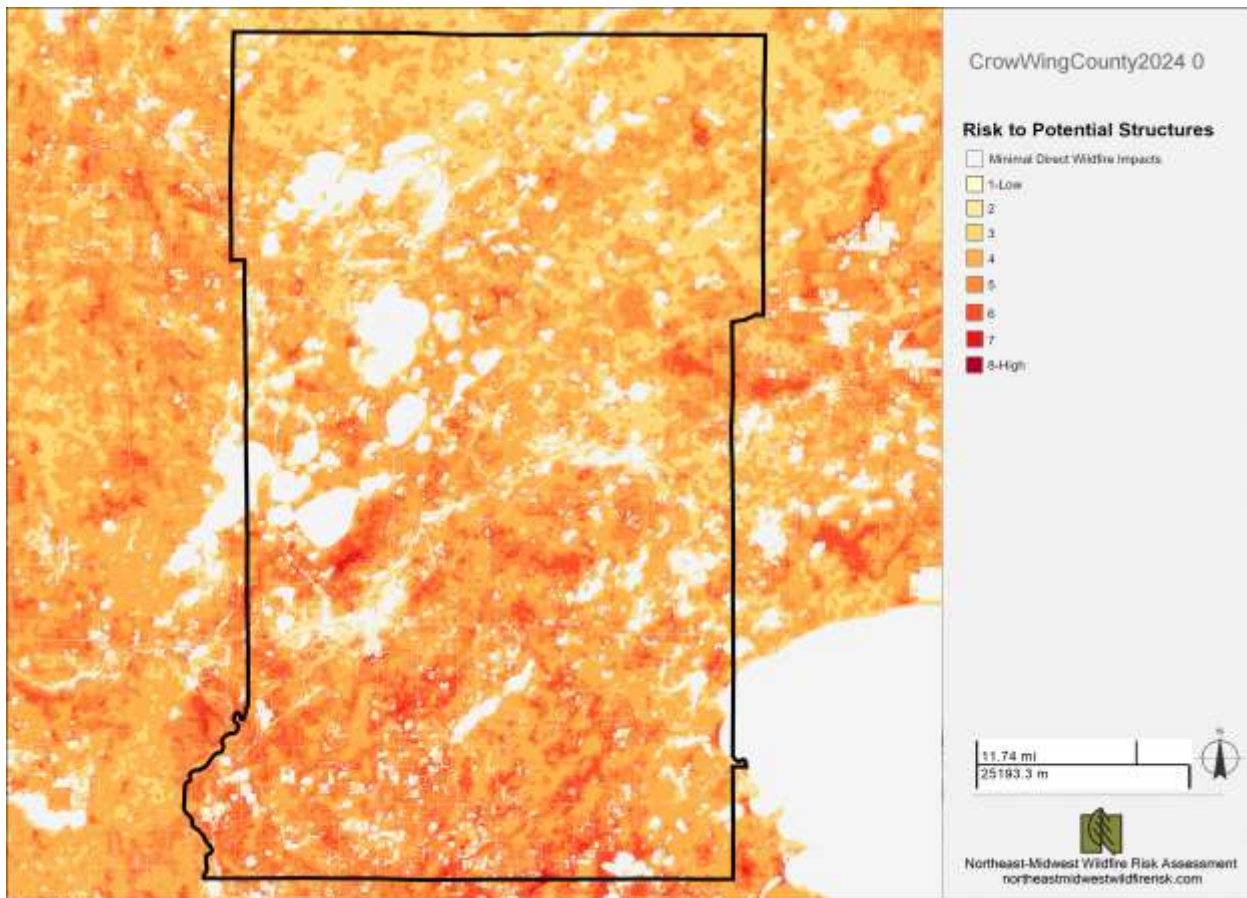 CrowWingCounty2024 0
Risk to Potential Structures
Minimal Direct Wildfire Impacts
1-Low
2
3
4
5
6
7
8-High
N
11.74 mi
25193.3 m
Northeast-Midwest Wildfire Risk Assessment
northeastmidwestwildfirerisk.com